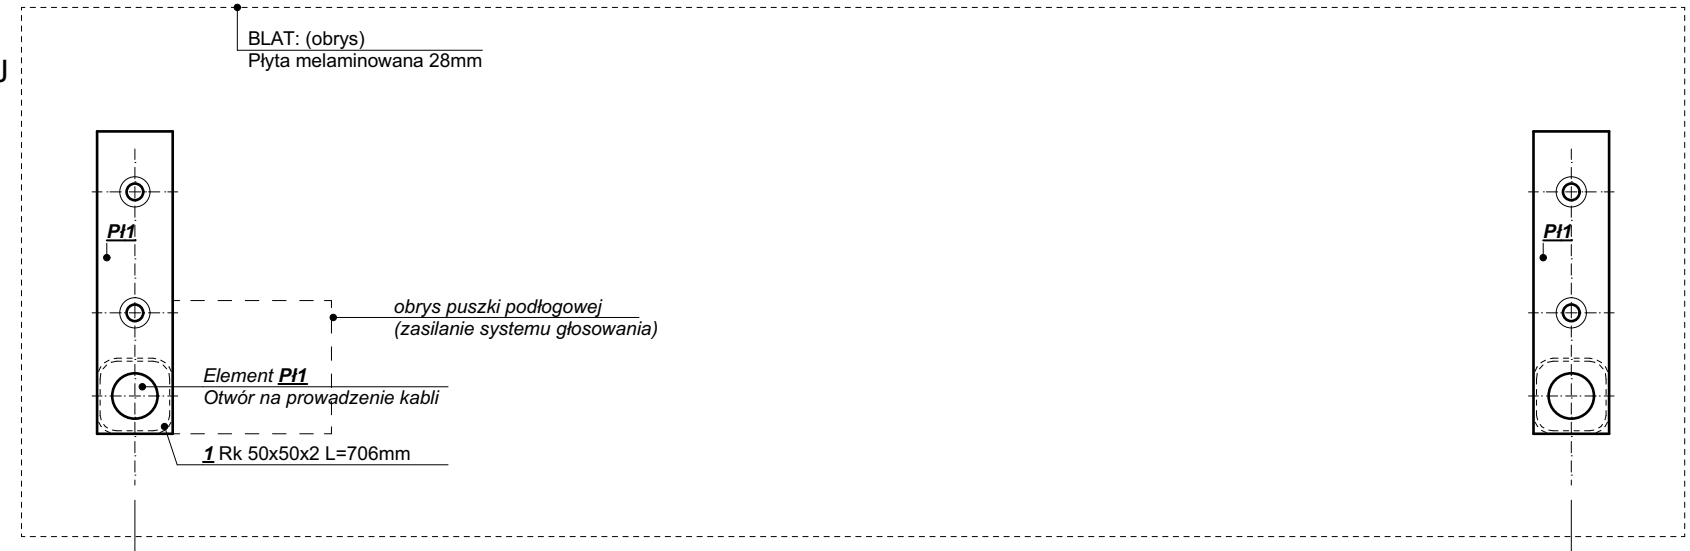 BLAT: (obrys)
Płyta melaminowana 28mm
U
Pł1
Pł1
obrys puszki podłogowej
(zasilanie systemu głosowania)
Element Pł1
Otwór na prowadzenie kabli
1 Rk 50x50x2 L=706mm